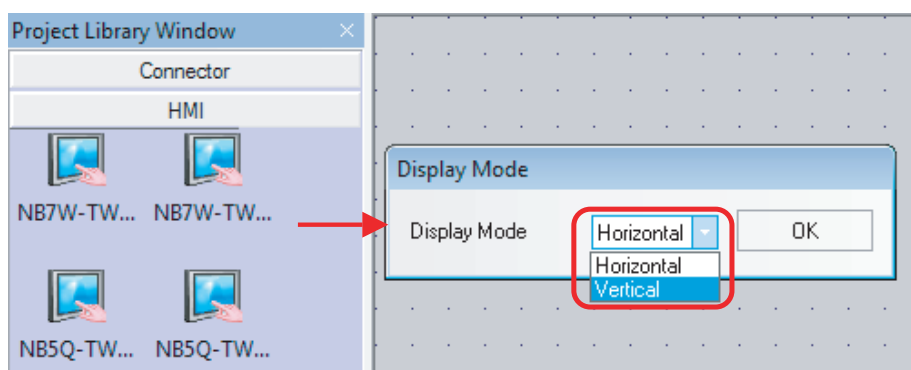 Project Library Window
Connector
HMI
NB7W-TW... NB7W-TW...
NB5Q-TW... NB5Q-TW...
Display Mode
Display Mode Horizontal OK
Horizontal
Vertical